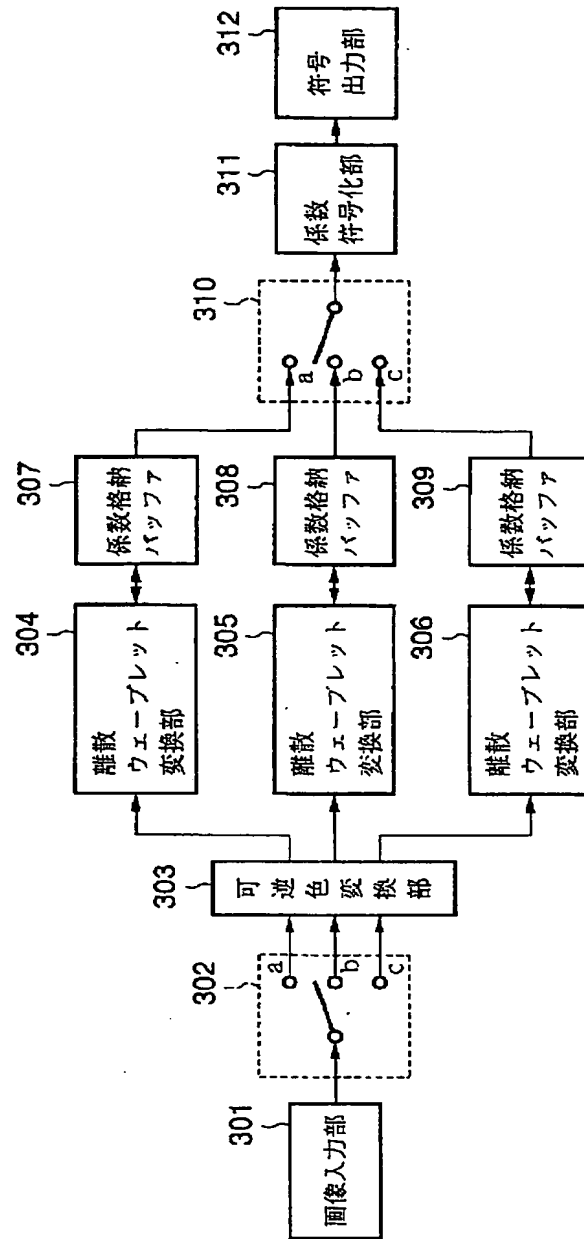 301
画像入力部
302
a
b
c
303
可逆色変換部
304
離散
ウェーブレット
変換部
305
離散
ウェーブレット
変換部
306
離散
ウェーブレット
変換部
307
係数格納
バッファ
308
係数格納
バッファ
309
係数格納
バッファ
310
a
b
c
311
係数
符号化部
312
符号
出力部